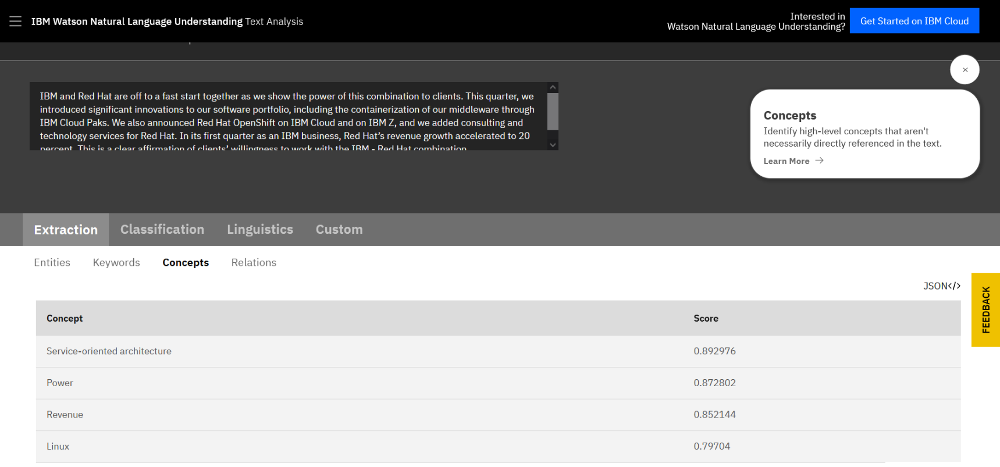 IBM Watson Natural Language Understanding Text Analysis
Interested in
Watson Natural Language Understanding?
Get Started on IBM Cloud
IBM and Red Hat are off to a fast start together as we show the power of this combination to clients. This quarter, we
introduced significant innovations to our software portfolio, including the containerization of our middleware through
IBM Cloud Paks. We also announced Red Hat OpenShift on IBM Cloud and on IBM Z, and we added consulting and
technology services for Red Hat. In its first quarter as an IBM business, Red Hat’s revenue growth accelerated to 20
percent. This is a clear affirmation of clients’ willingness to work with the IBM - Red Hat combination.
Concepts
Identify high-level concepts that aren't
necessarily directly referenced in the text.
Learn More
Extraction Classification Linguistics Custom
Entities Keywords Concepts Relations
JSON</>
FEEDBACK
Concept Score
Service-oriented architecture 0.892976
Power 0.872802
Revenue 0.852144
Linux 0.79704